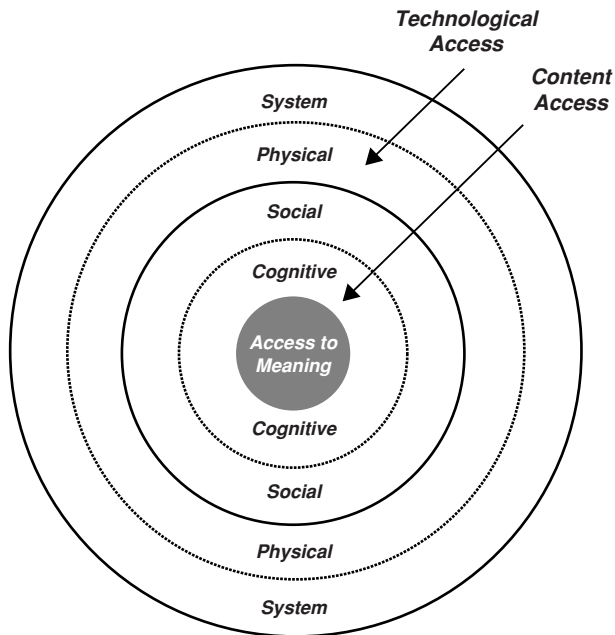 Technological
Access
Content
Access
System
Physical
Social
Cognitive
Access to
Meaning
Cognitive
Social
Physical
System